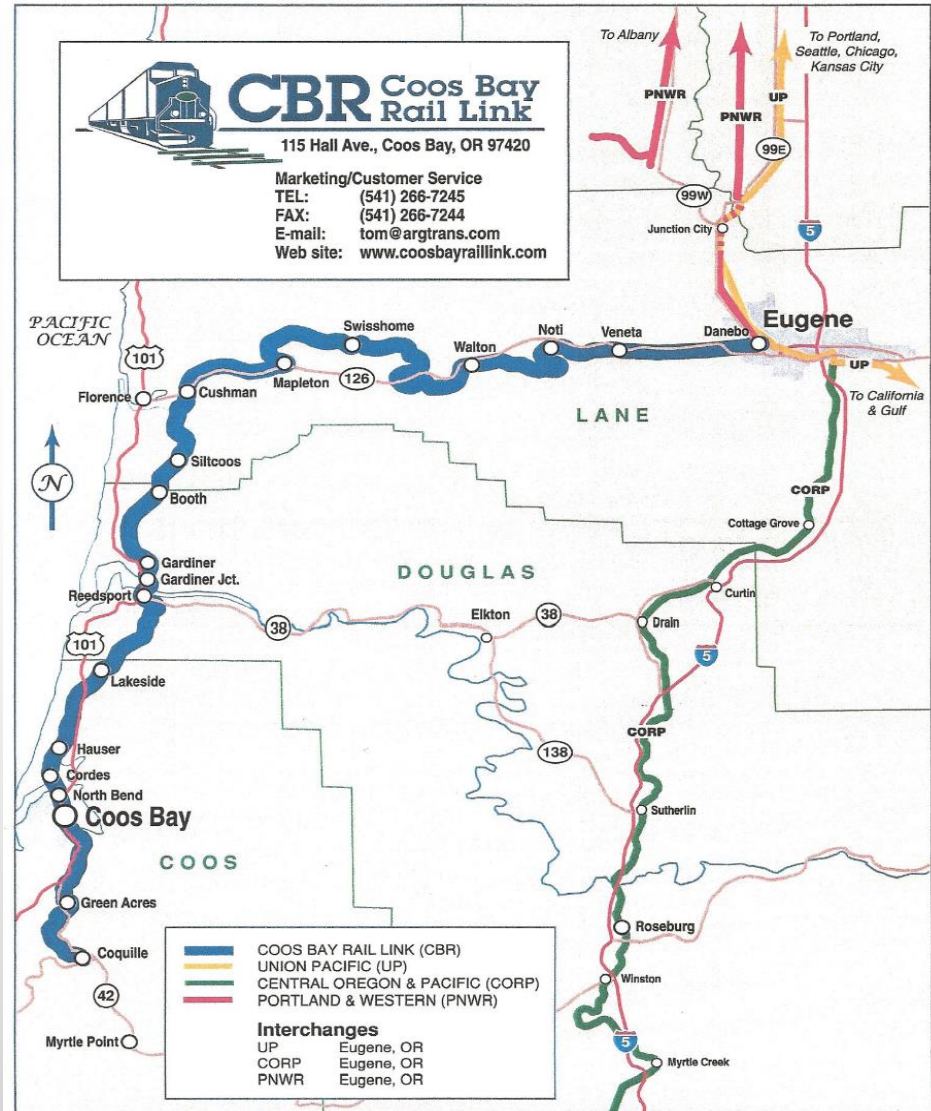 CBR Coos Bay
Rail Link
115 Hall Ave., Coos Bay, OR 97420
Marketing/Customer Service
TEL: (541) 266-7245
FAX: (541) 266-7244
E-mail: tom@argtrans.com
Web site: www.coosbayraillink.com
To Albany
To Portland,
Seattle, Chicago,
Kansas City
PNWR
PNWR
UP
99E
99W
Junction City
5
PACIFIC
OCEAN
101
Swisshome
Noti
Veneta
Danebo
Eugene
Walton
Mapleton
126
UP
To California
& Gulf
Florence
Cushman
LANE
N
Siltcoos
Booth
CORP
Cottage Grove
Gardiner
Gardiner Jct.
Reedsport
DOUGLAS
Curtin
38
Elkton
38
Drain
101
5
Lakeside
CORP
138
Hauser
Cordes
North Bend
Coos Bay
Sutherlin
COOS
Green Acres
Roseburg
Coquille
Winston
42
Myrtle Point
5
Myrtle Creek
COOS BAY RAIL LINK (CBR)
UNION PACIFIC (UP)
CENTRAL OREGON & PACIFIC (CORP)
PORTLAND & WESTERN (PNWR)
Interchanges
UP Eugene, OR
CORP Eugene, OR
PNWR Eugene, OR